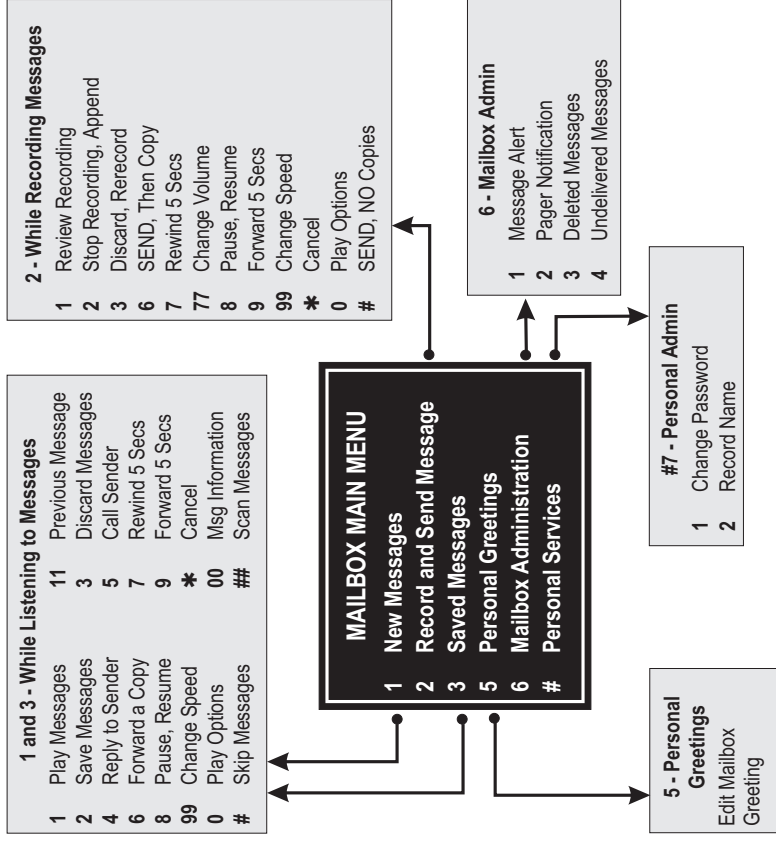 1 and 3 - While Listening to Messages
1 Play Messages 11 Previous Message
2 Save Messages 3 Discard Messages
4 Reply to Sender 5 Call Sender
6 Forward a Copy 7 Rewind 5 Secs
8 Pause, Resume 9 Forward 5 Secs
99 Change Speed * Cancel
0 Play Options 00 Msg Information
# Skip Messages ## Scan Messages
2 - While Recording Messages
1 Review Recording
2 Stop Recording, Append
3 Discard, Rerecord
6 SEND, Then Copy
7 Rewind 5 Secs
77 Change Volume
8 Pause, Resume
9 Forward 5 Secs
99 Change Speed
* Cancel
0 Play Options
# SEND, NO Copies
MAILBOX MAIN MENU
1 New Messages
2 Record and Send Message
3 Saved Messages
5 Personal Greetings
6 Mailbox Administration
# Personal Services
6 - Mailbox Admin
1 Message Alert
2 Pager Notification
3 Deleted Messages
4 Undelivered Messages
5 - Personal
Greetings
Edit Mailbox
Greeting
#7 - Personal Admin
1 Change Password
2 Record Name